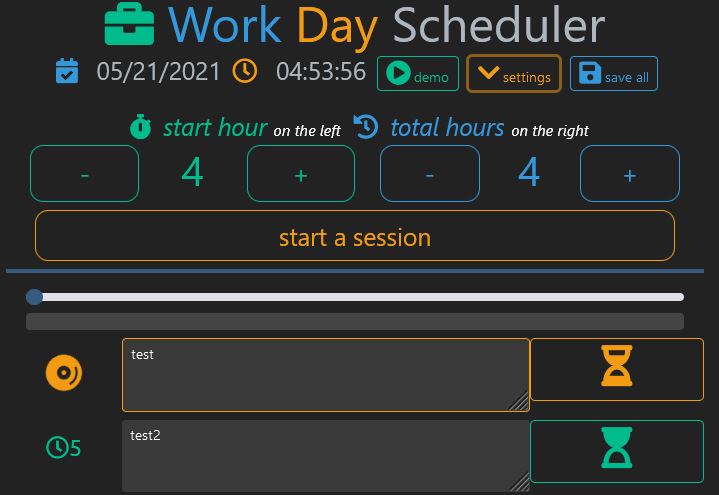 Work Day Scheduler
05/21/2021 04:53:56 demo settings save all
start hour on the left total hours on the right
- 4 + - 4 +
start a session
test
5 test2